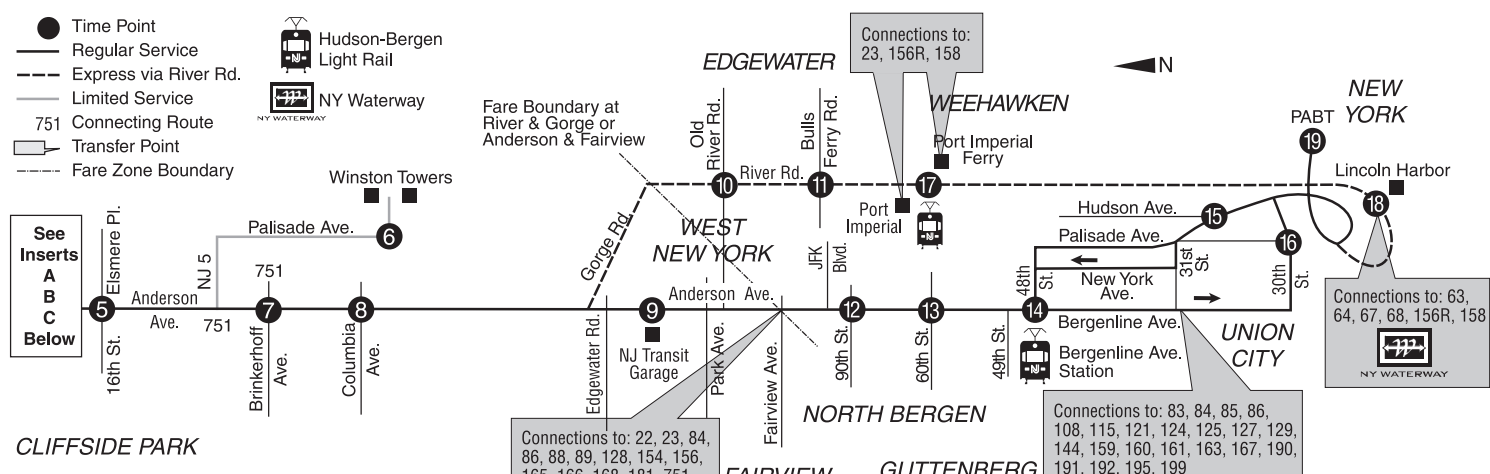 Time Point
Regular Service
Express via River Rd.
Limited Service
751 Connecting Route
Transfer Point
Fare Zone Boundary
Hudson-Bergen
Light Rail
NY Waterway
NY WATERWAY
Winston Towers
Palisade Ave.
6
NJ 5
See
Inserts
A
B
C
Below
5
Elsmere Pl.
16th St.
Anderson
Ave.
751
751
7
Brinkerhoff
Ave.
8
Columbia
Ave.
CLIFFSIDE PARK
Fare Boundary at
River & Gorge or
Anderson & Fairview
EDGEWATER
Old
River Rd.
Bulls
Ferry Rd.
10
River Rd.
11
17
Gorge Rd.
WEST
NEW YORK
Connections to:
23, 156R, 158
N
WEEHAWKEN
Port Imperial
Ferry
Port
Imperial
JFK
Blvd.
Edgewater Rd.
9
NJ Transit
Garage
Anderson Ave.
Park Ave.
Fairview Ave.
12
90th St.
13
60th St.
49th St.
14
48th
St.
Bergenline Ave.
Bergenline Ave.
Station
NORTH BERGEN
Hudson Ave.
15
Palisade Ave.
New York
Ave.
31st
St.
16
30th
St.
UNION
CITY
NEW
YORK
PABT
19
Lincoln Harbor
18
Connections to: 63,
64, 67, 68, 156R, 158
NY WATERWAY
Connections to: 22, 23, 84,
86, 88, 89, 128, 154, 156,
165, 166, 168, 181, 751
FAIRVIEW
GUTTENBERG
Connections to: 83, 84, 85, 86,
108, 115, 121, 124, 125, 127, 129,
144, 159, 160, 161, 163, 167, 190,
191, 192, 195, 199